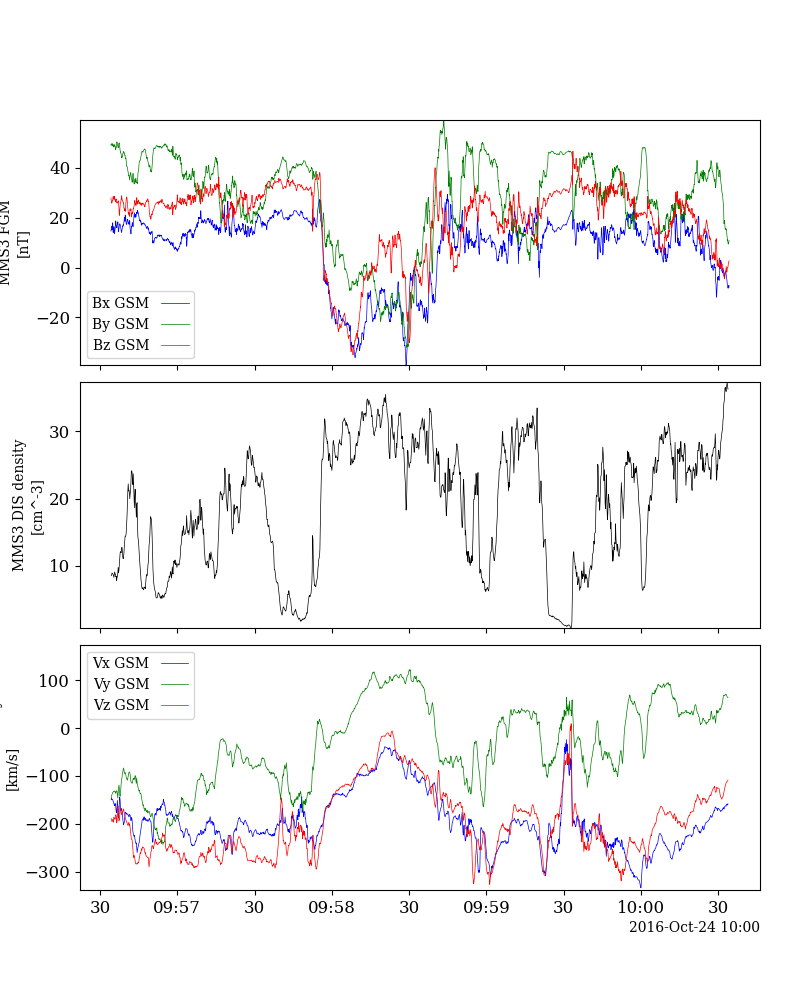 MMS3 FGM
[nT]
40
20
0
−20
Bx GSM
By GSM
Bz GSM
MMS3 DIS density
[cm^-3]
30
20
10
[km/s]
100
0
−100
−200
−300
Vx GSM
Vy GSM
Vz GSM
30
09:57
30
09:58
30
09:59
30
10:00
30
2016-Oct-24 10:00